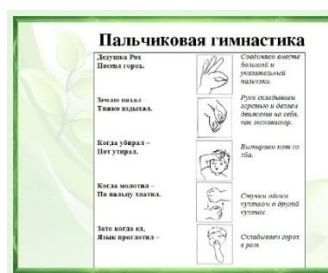 Пальчиковая гимнастика
Дедушка Рох
Посеял горох.
Соединяем вместе
большой и
указательный
пальчики.
Землю пахал –
Тяжко вздыхал.
Руки складываем
горстью и делаем
движение на себя,
как экскаватор.
Когда убирал –
Пот утирал.
Вытираем пот со
лба.
Когда молотил –
По пальцу хватил.
Стучим одним
кулачком о другой
кулачок.
Зато когда ел,
Язык проглотил –
Складываем горох
в рот.